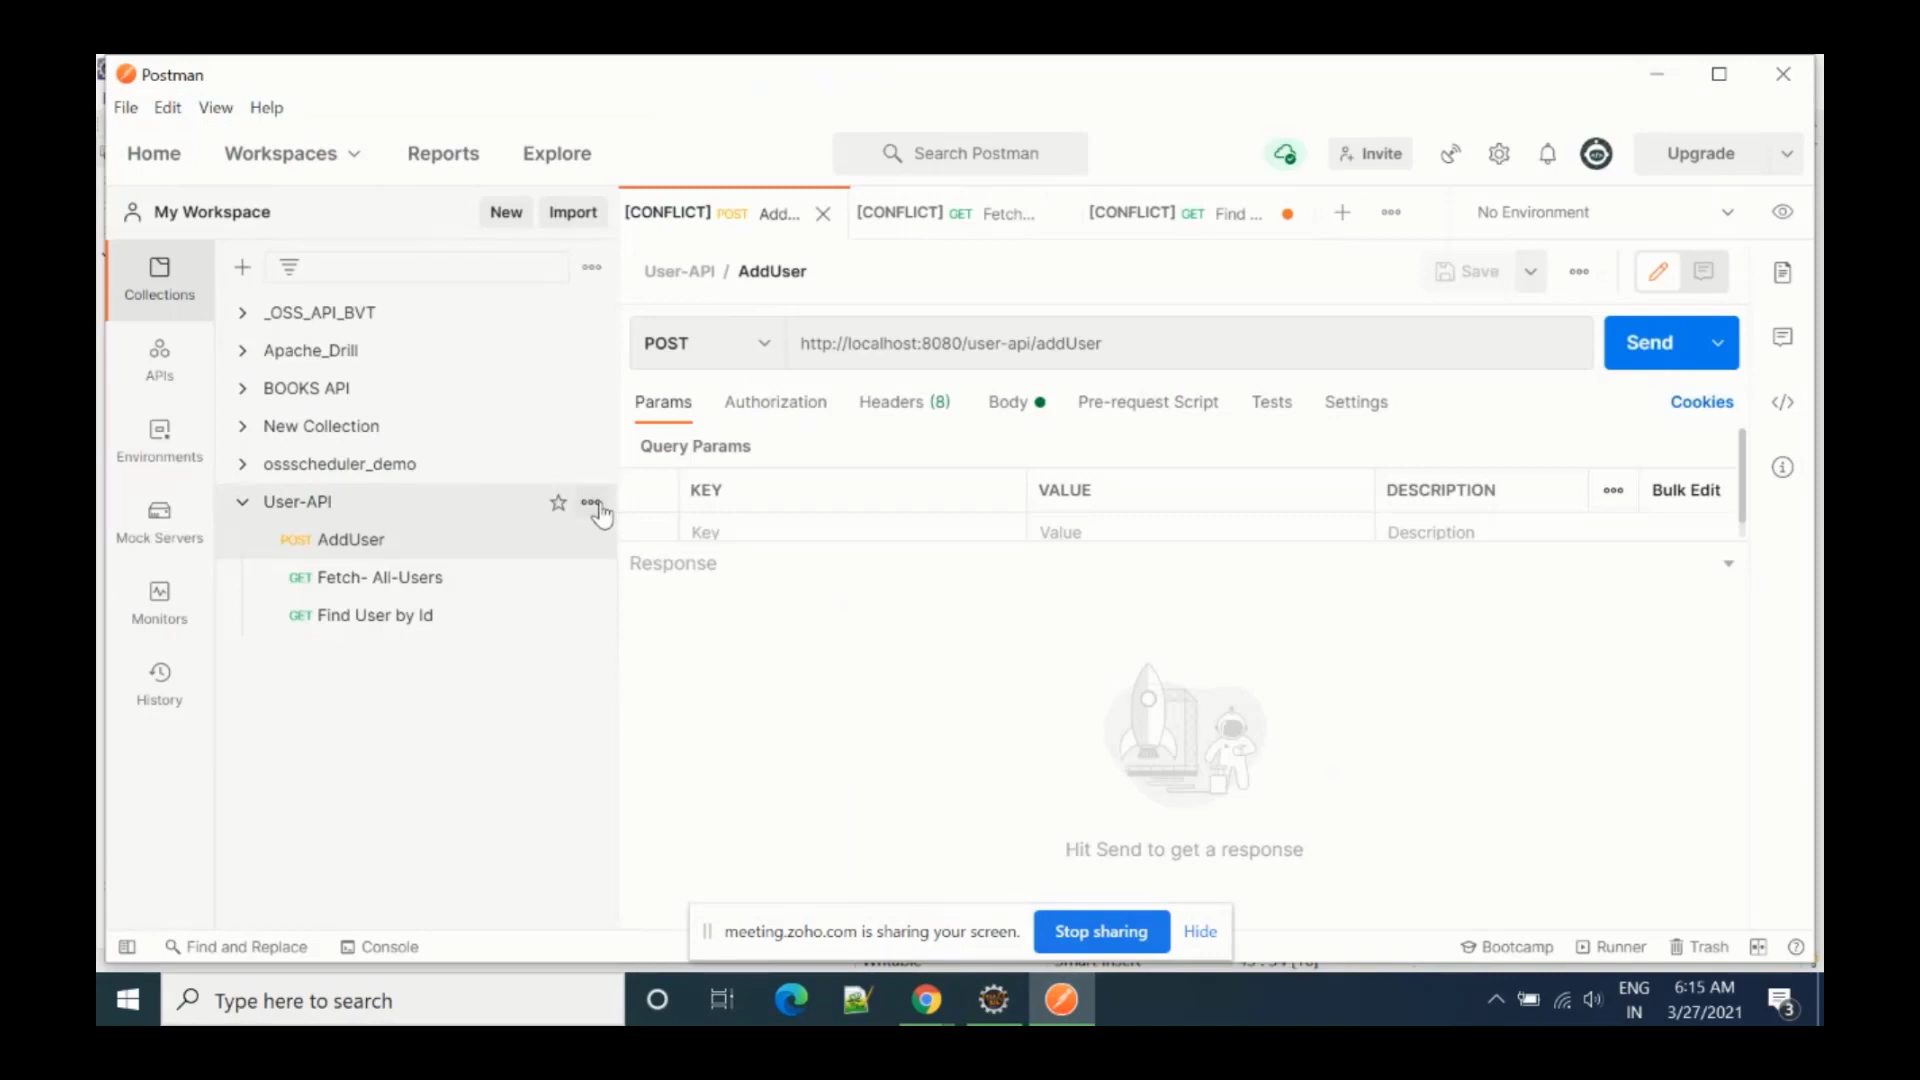 Postman
File Edit View Help
Home Workspaces Reports Explore Search Postman Invite Upgrade
My Workspace New Import
[CONFLICT] POST Add... [CONFLICT] GET Fetch... [CONFLICT] GET Find ... No Environment
Collections
APIs
Environments
Mock Servers
Monitors
History
_OSS_API_BVT
Apache_Drill
BOOKS API
New Collection
ossscheduler_demo
User-API
POST AddUser
GET Fetch- All-Users
GET Find User by Id
User-API / AddUser Save
POST http://localhost:8080/user-api/addUser Send
Params Authorization Headers (8) Body Pre-request Script Tests Settings Cookies
Query Params
KEY VALUE DESCRIPTION Bulk Edit
Key Value Description
Response
Hit Send to get a response
meeting.zoho.com is sharing your screen. Stop sharing Hide
Find and Replace Console Bootcamp Runner Trash
Type here to search
ENG
IN
6:15 AM
3/27/2021
3